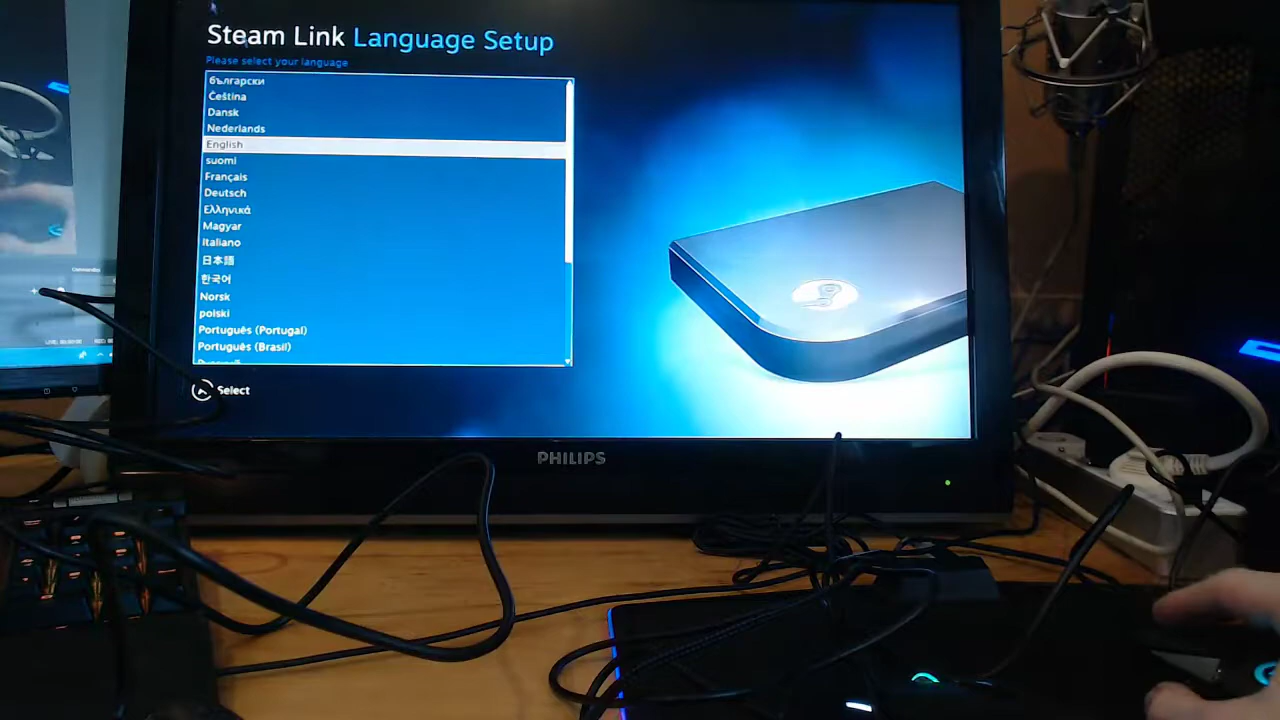 Steam Link Language Setup
Please select your language
български
Čeština
Dansk
Nederlands
English
suomi
Français
Deutsch
Ελληνικά
Magyar
Italiano
日本語
한국어
Norsk
polski
Português (Portugal)
Português (Brasil)
Select
PHILIPS